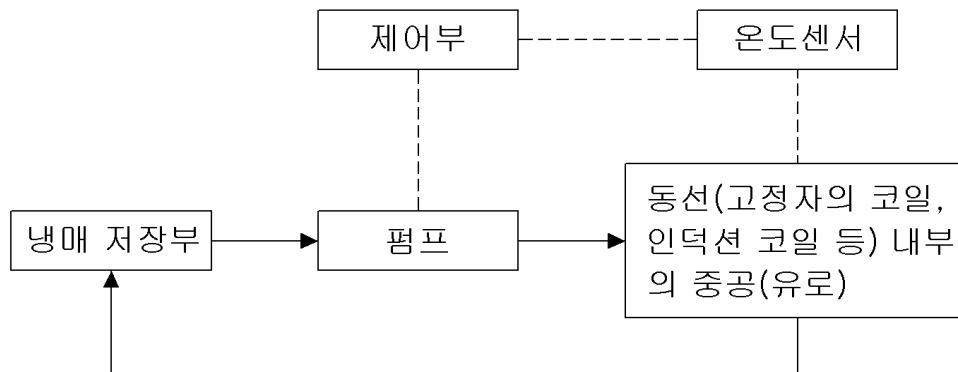 제어부
온도센서
냉매 저장부
펌프
동선(고정자의 코일,
인덕션 코일 등) 내부
의 중공(유로)